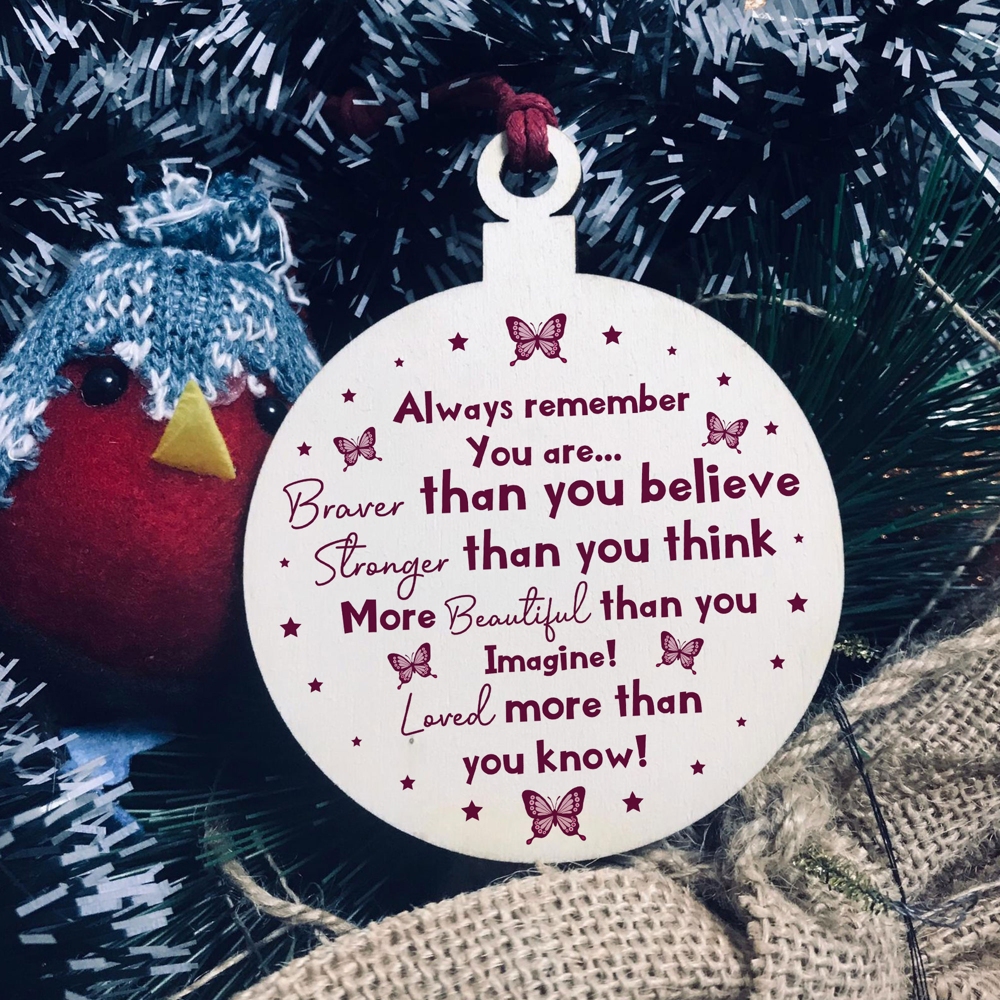 Always remember
You are...
Braver than you believe
Stronger than you think
More Beautiful than you
Imagine!
Loved more than
you know!